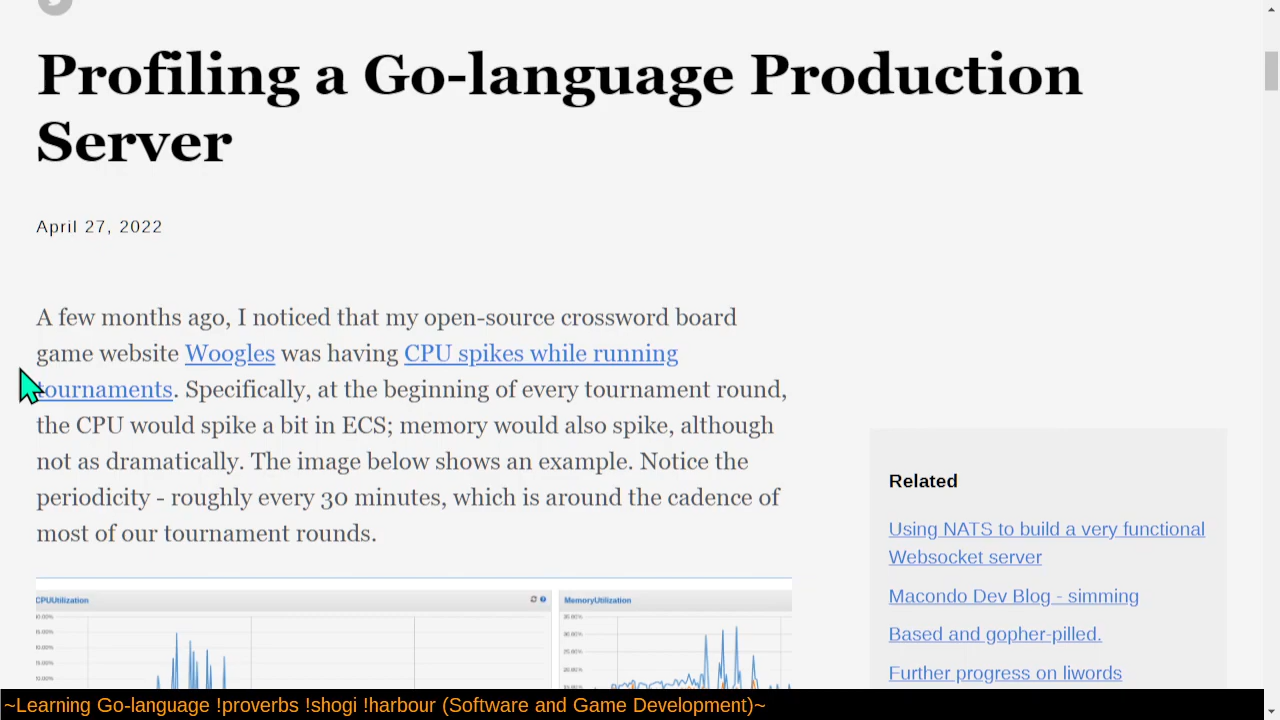 Profiling a Go-language Production
Server
April 27, 2022
A few months ago, I noticed that my open-source crossword board
game website Woogles was having CPU spikes while running
tournaments. Specifically, at the beginning of every tournament round,
the CPU would spike a bit in ECS; memory would also spike, although
not as dramatically. The image below shows an example. Notice the
periodicity - roughly every 30 minutes, which is around the cadence of
most of our tournament rounds.
CPUUtilization
MemoryUtilization
Related
Using NATS to build a very functional
Websocket server
Macondo Dev Blog - simming
Based and gopher-pilled.
Further progress on liwords
~Learning Go-language !proverbs !shogi !harbour (Software and Game Development)~